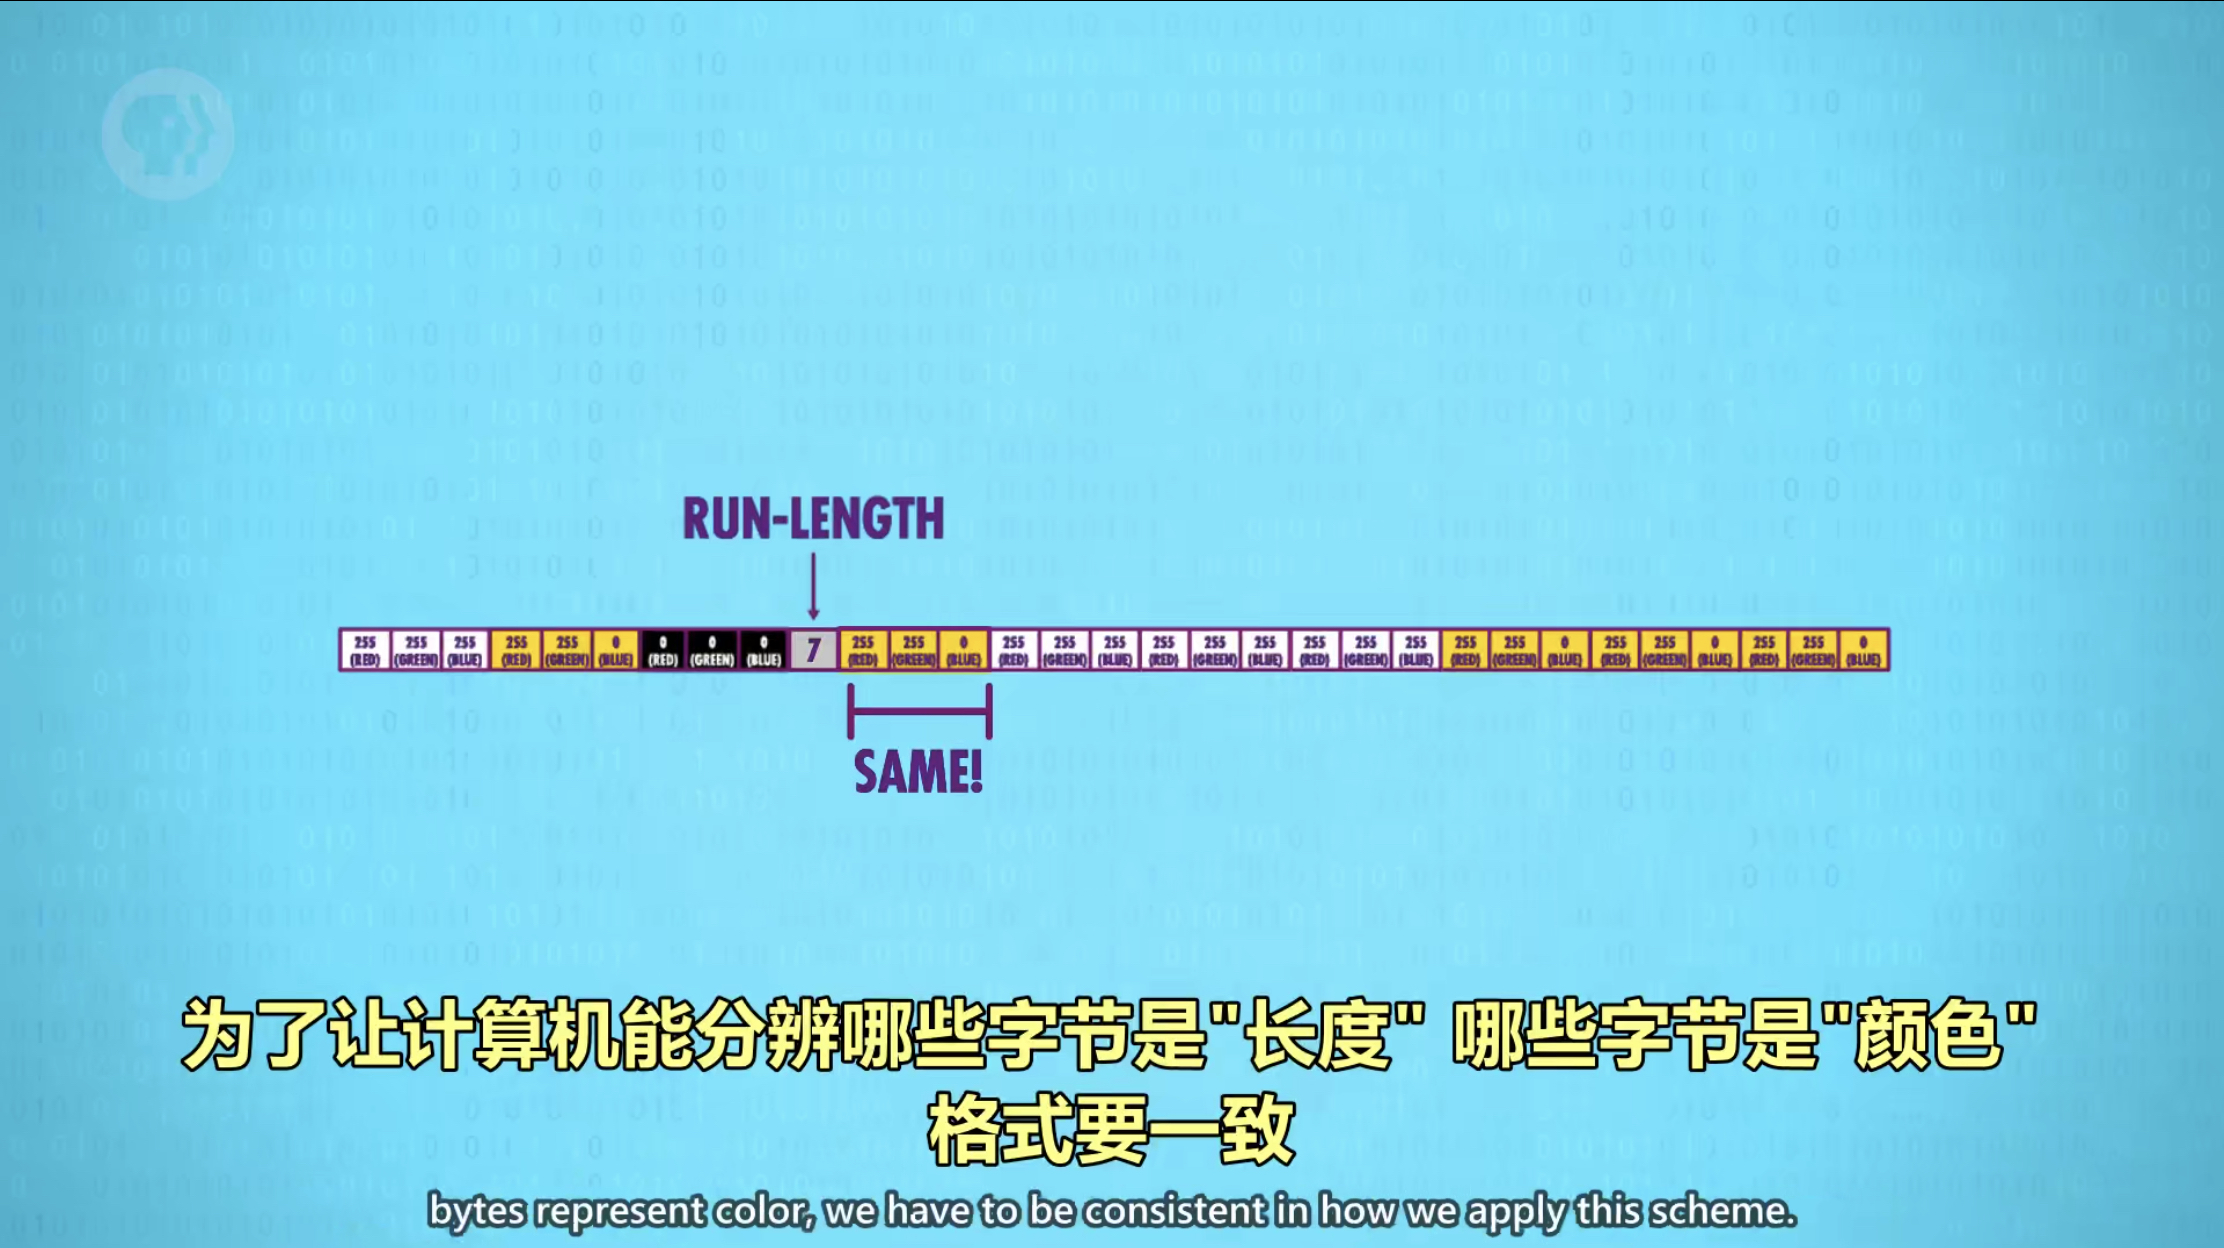 RUN-LENGTH
255 255 255 255 255 0 0 0 0 7 255 255 0 255 255 255 255 255 255 255 255 255 255 255 0 255 255 0 255 255 0
(RED) (GREEN) (BLUE) (RED) (GREEN) (BLUE) (RED) (GREEN) (BLUE) (RED) (GREEN) (BLUE) (RED) (GREEN) (BLUE) (RED) (GREEN) (BLUE) (RED) (GREEN) (BLUE) (RED) (GREEN) (BLUE) (RED) (GREEN) (BLUE) (RED) (GREEN) (BLUE)
SAME!
为了让计算机能分辨哪些字节是"长度" 哪些字节是"颜色"
格式要一致
bytes represent color, we have to be consistent in how we apply this scheme.